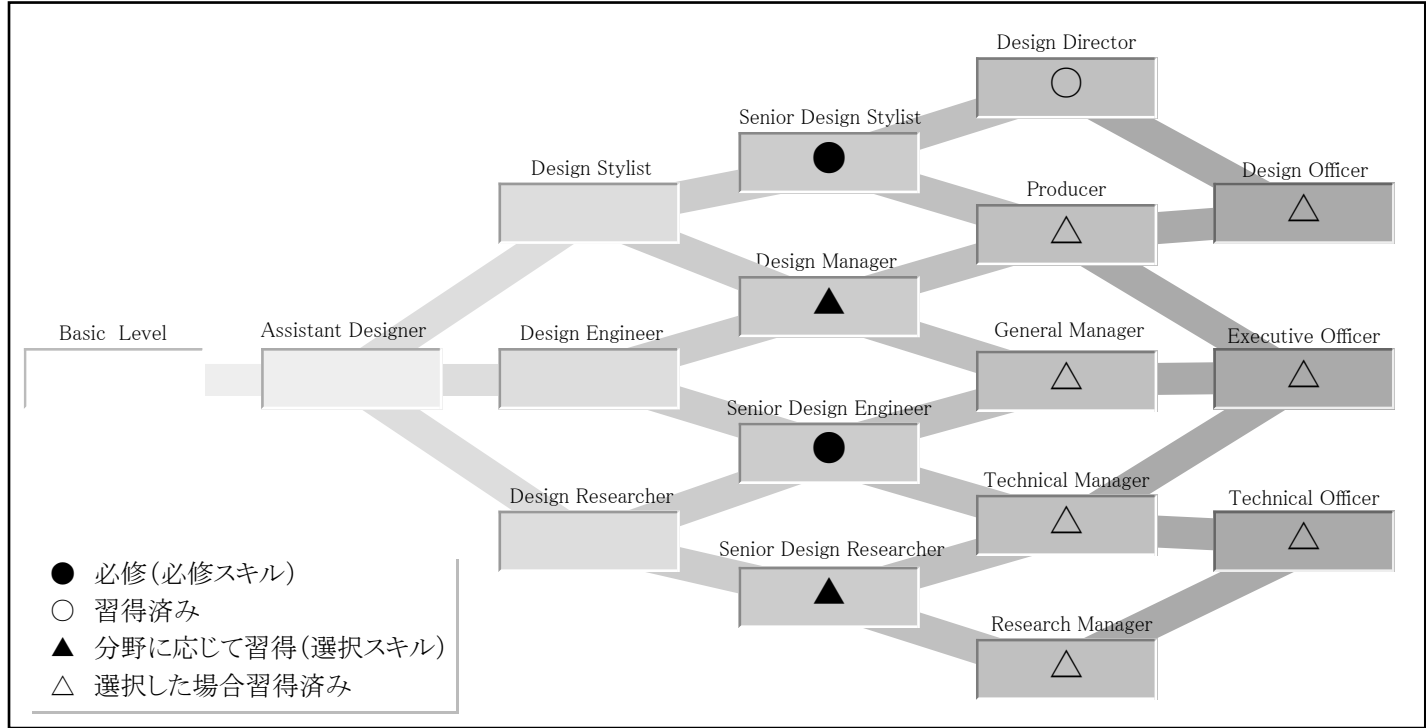 Design Director
○
Senior Design Stylist
●
Design Stylist
Producer
△
Design Officer
△
Design Manager
▲
Basic Level
Assistant Designer
Design Engineer
General Manager
△
Executive Officer
△
Senior Design Engineer
●
Design Researcher
Technical Manager
△
Technical Officer
△
Senior Design Researcher
▲
Research Manager
△
● 必修(必修スキル)
○ 習得済み
▲ 分野に応じて習得(選択スキル)
△ 選択した場合習得済み